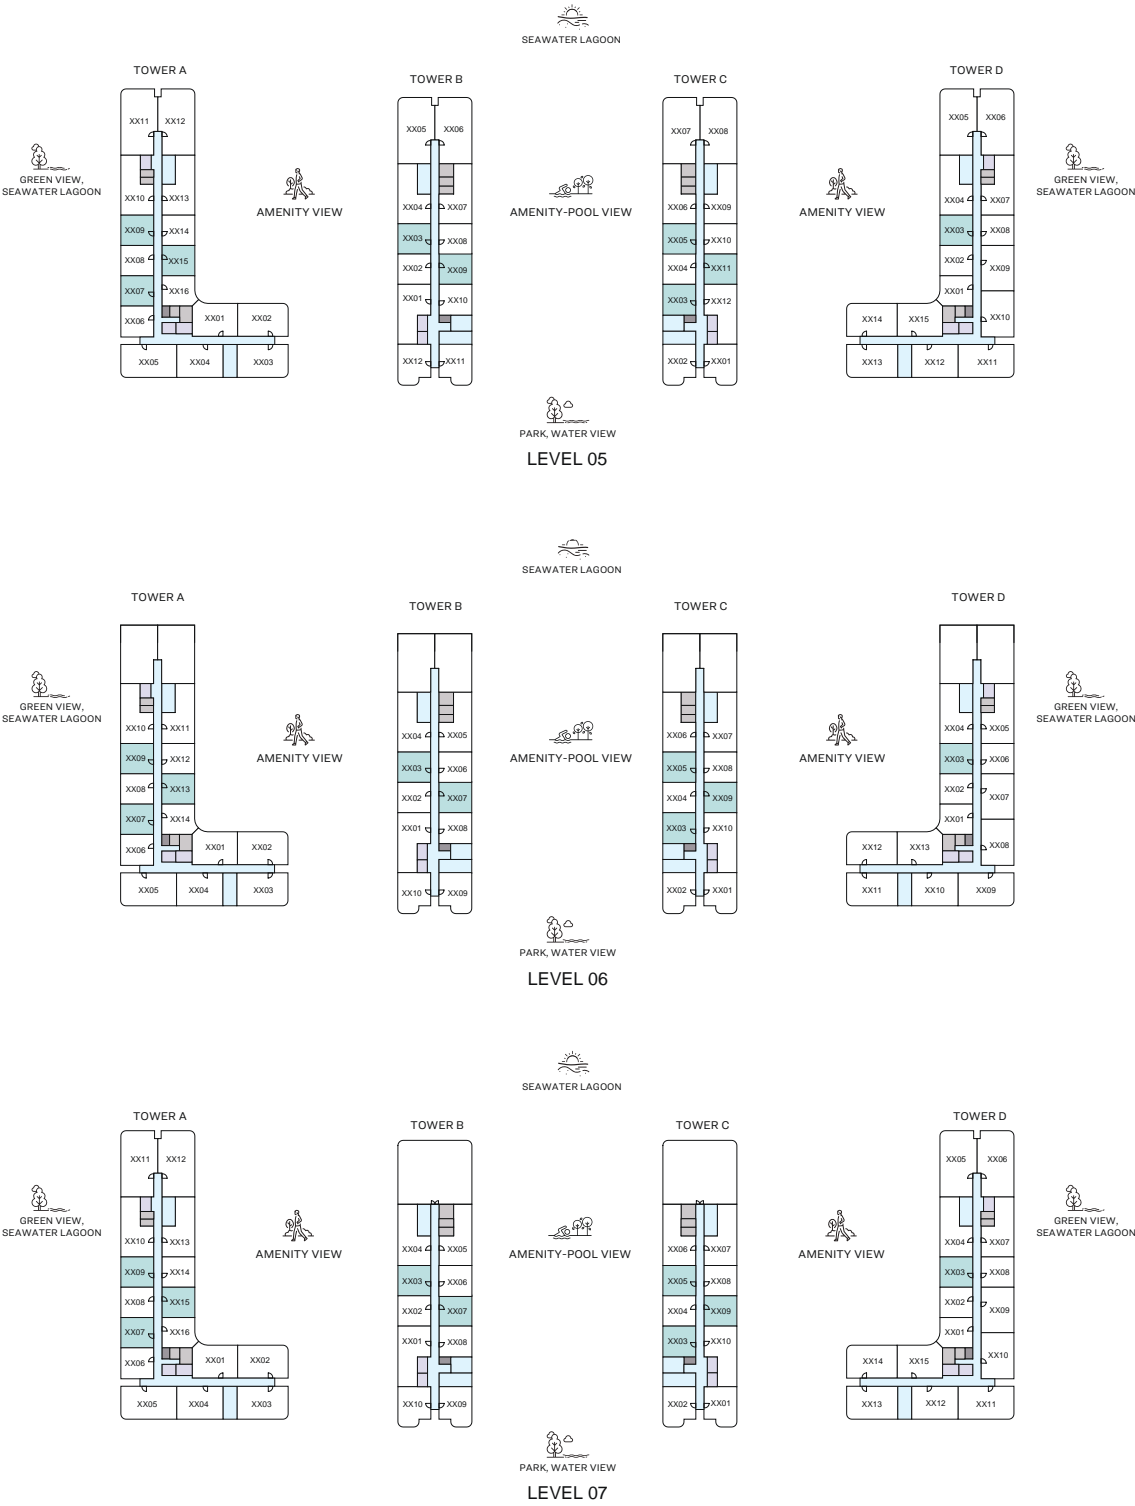 SEAWATER LAGOON
TOWER A
TOWER B
TOWER C
TOWER D
XX11
XX12
XX05
XX06
XX07
XX08
XX05
XX06
GREEN VIEW,
SEAWATER LAGOON
AMENITY VIEW
AMENITY-POOL VIEW
AMENITY VIEW
GREEN VIEW,
SEAWATER LAGOON
XX10
XX13
XX04
XX07
XX06
XX09
XX04
XX07
XX09
XX14
XX03
XX08
XX05
XX10
XX03
XX08
XX08
XX15
XX02
XX09
XX04
XX11
XX02
XX09
XX07
XX16
XX01
XX10
XX03
XX12
XX01
XX10
XX06
XX01
XX02
XX14
XX15
XX05
XX04
XX03
XX12
XX11
XX02
XX01
XX13
XX12
XX11
PARK, WATER VIEW
LEVEL 05
SEAWATER LAGOON
TOWER A
TOWER B
TOWER C
TOWER D
GREEN VIEW,
SEAWATER LAGOON
AMENITY VIEW
AMENITY-POOL VIEW
AMENITY VIEW
GREEN VIEW,
SEAWATER LAGOON
XX10
XX11
XX04
XX05
XX06
XX07
XX04
XX05
XX09
XX12
XX03
XX06
XX05
XX08
XX03
XX06
XX08
XX13
XX02
XX07
XX04
XX09
XX02
XX07
XX07
XX14
XX01
XX08
XX03
XX10
XX01
XX08
XX06
XX01
XX02
XX12
XX13
XX05
XX04
XX03
XX10
XX09
XX02
XX01
XX11
XX10
XX09
PARK, WATER VIEW
LEVEL 06
SEAWATER LAGOON
TOWER A
TOWER B
TOWER C
TOWER D
XX11
XX12
XX05
XX06
GREEN VIEW,
SEAWATER LAGOON
AMENITY VIEW
AMENITY-POOL VIEW
AMENITY VIEW
GREEN VIEW,
SEAWATER LAGOON
XX10
XX13
XX04
XX05
XX06
XX07
XX04
XX07
XX09
XX14
XX03
XX06
XX05
XX08
XX03
XX08
XX08
XX15
XX02
XX07
XX04
XX09
XX02
XX09
XX07
XX16
XX01
XX08
XX03
XX10
XX01
XX10
XX06
XX01
XX02
XX14
XX15
XX05
XX04
XX03
XX10
XX09
XX02
XX01
XX13
XX12
XX11
PARK, WATER VIEW
LEVEL 07